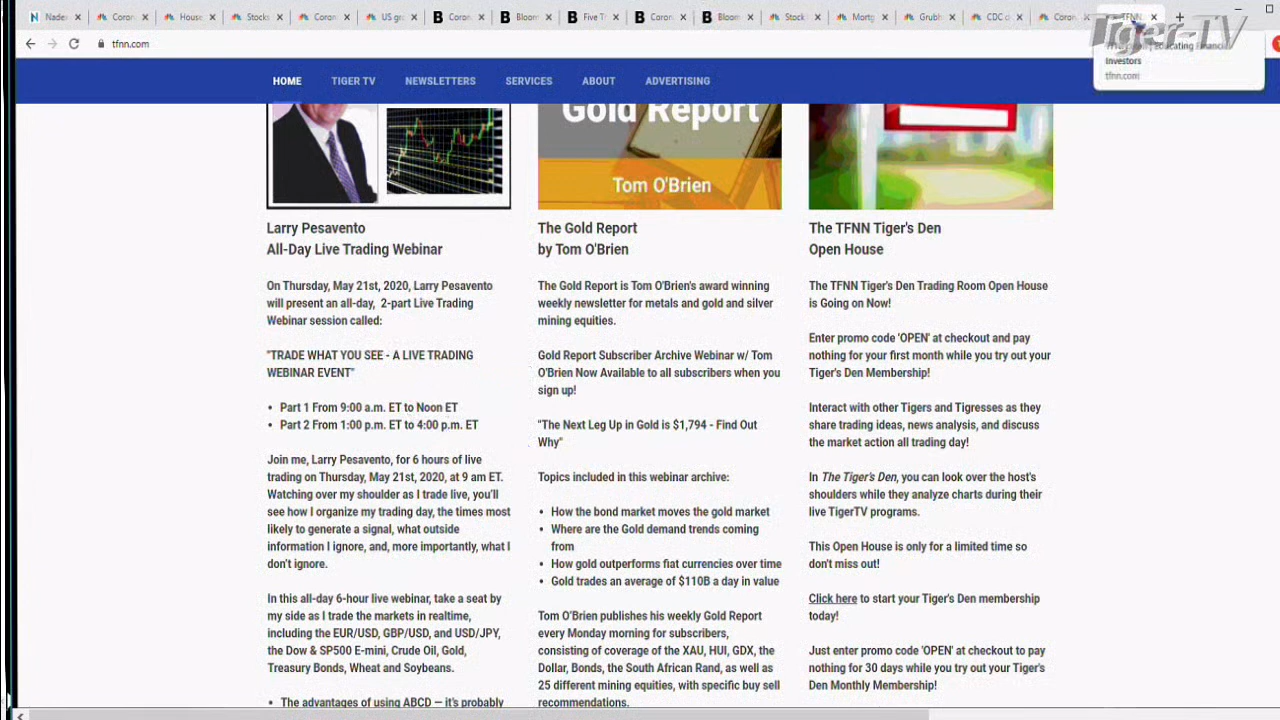 Nade
Coron
House
Stocks
Coron
US gr
Coron
Bloom
Five T
Coron
Bloom
Stock
Mortg
Grubh
CDC d
Coron
TFNN
Tiger-TV
tfnn.com
Educating Financial
Investors
tfnn.com
HOME TIGER TV NEWSLETTERS SERVICES ABOUT ADVERTISING
Larry Pesavento
All-Day Live Trading Webinar
On Thursday, May 21st, 2020, Larry Pesavento
will present an all-day, 2-part Live Trading
Webinar session called:
"TRADE WHAT YOU SEE - A LIVE TRADING
WEBINAR EVENT"
• Part 1 From 9:00 a.m. ET to Noon ET
• Part 2 From 1:00 p.m. ET to 4:00 p.m. ET
Join me, Larry Pesavento, for 6 hours of live
trading on Thursday, May 21st, 2020, at 9 am ET.
Watching over my shoulder as I trade live, you'll
see how I organize my trading day, the times most
likely to generate a signal, what outside
information I ignore, and, more importantly, what I
don't ignore.
In this all-day 6-hour live webinar, take a seat by
my side as I trade the markets in realtime,
including the EUR/USD, GBP/USD, and USD/JPY,
the Dow & SP500 E-mini, Crude Oil, Gold,
Treasury Bonds, Wheat and Soybeans.
• The advantages of using ABCD — it's probably
Gold Report
Tom O'Brien
The Gold Report
by Tom O'Brien
The Gold Report is Tom O'Brien's award winning
weekly newsletter for metals and gold and silver
mining equities.
Gold Report Subscriber Archive Webinar w/ Tom
O'Brien Now Available to all subscribers when you
sign up!
"The Next Leg Up in Gold is $1,794 - Find Out
Why"
Topics included in this webinar archive:
• How the bond market moves the gold market
• Where are the Gold demand trends coming
from
• How gold outperforms fiat currencies over time
• Gold trades an average of $110B a day in value
Tom O'Brien publishes his weekly Gold Report
every Monday morning for subscribers,
consisting of coverage of the XAU, HUI, GDX, the
Dollar, Bonds, the South African Rand, as well as
25 different mining equities, with specific buy sell
recommendations.
The TFNN Tiger's Den
Open House
The TFNN Tiger's Den Trading Room Open House
is Going on Now!
Enter promo code 'OPEN' at checkout and pay
nothing for your first month while you try out your
Tiger's Den Membership!
Interact with other Tigers and Tigresses as they
share trading ideas, news analysis, and discuss
the market action all trading day!
In The Tiger's Den, you can look over the host's
shoulders while they analyze charts during their
live TigerTV programs.
This Open House is only for a limited time so
don't miss out!
Click here to start your Tiger's Den membership
today!
Just enter promo code 'OPEN' at checkout to pay
nothing for 30 days while you try out your Tiger's
Den Monthly Membership!